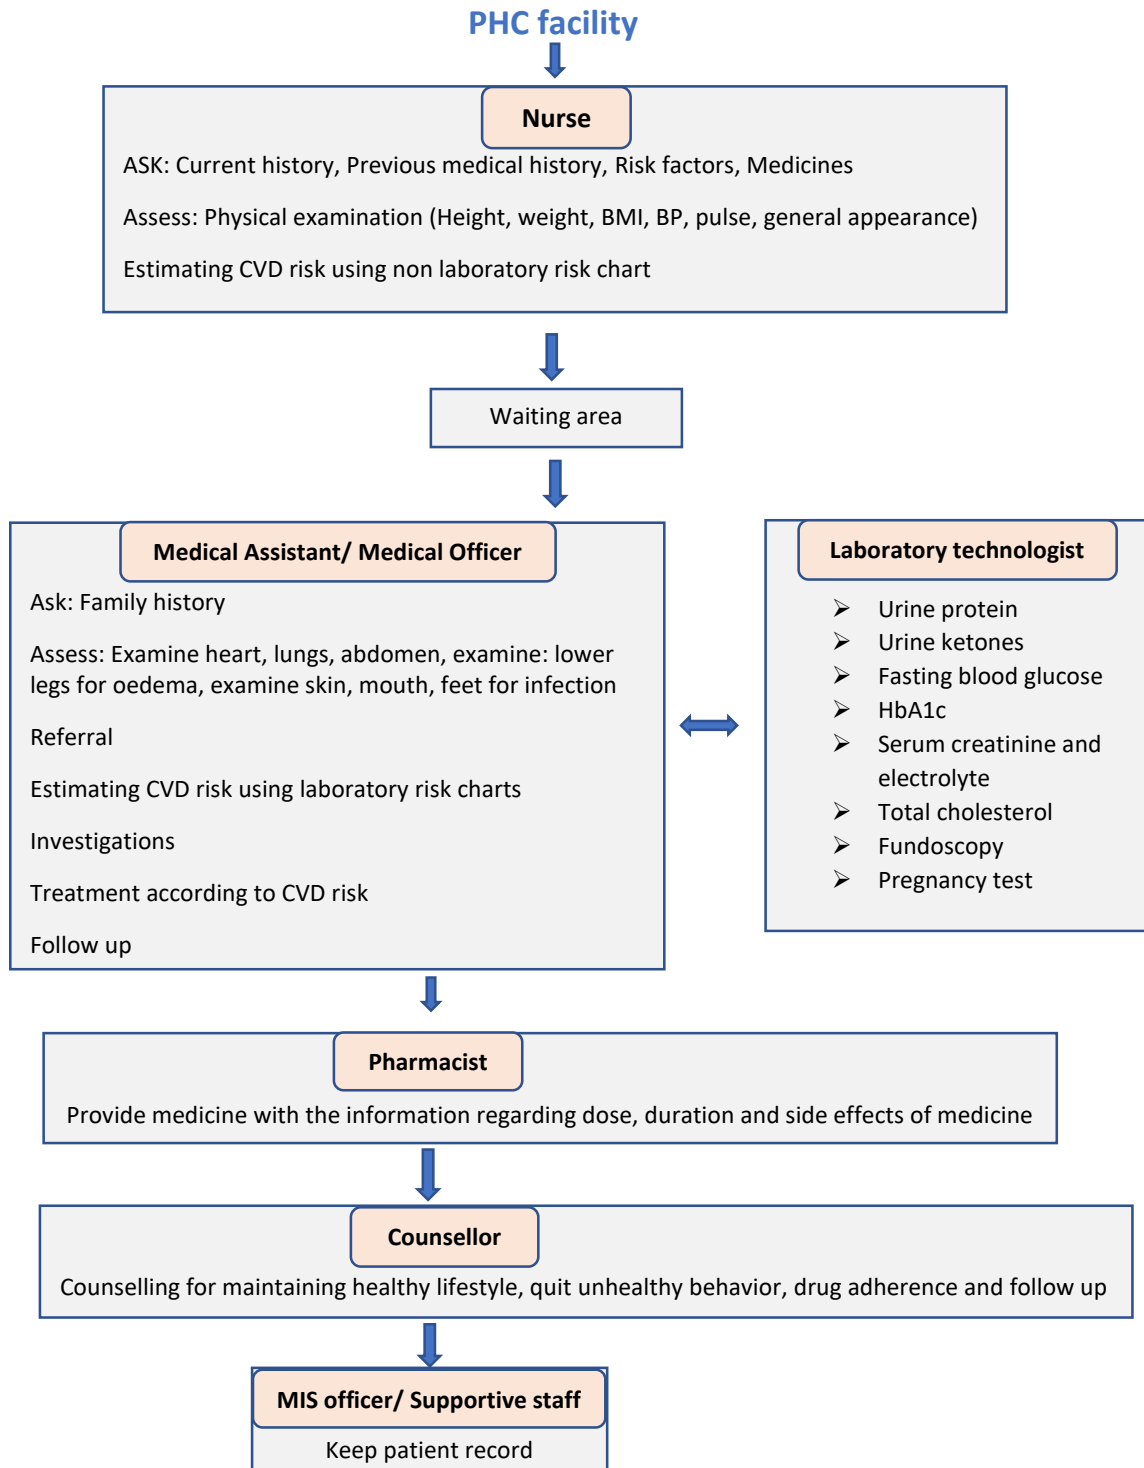 PHC facility
Nurse
ASK: Current history, Previous medical history, Risk factors, Medicines
Assess: Physical examination (Height, weight, BMI, BP, pulse, general appearance)
Estimating CVD risk using non laboratory risk chart
Waiting area
Medical Assistant/ Medical Officer
Ask: Family history
Assess: Examine heart, lungs, abdomen, examine: lower
legs for oedema, examine skin, mouth, feet for infection
Referral
Estimating CVD risk using laboratory risk charts
Investigations
Treatment according to CVD risk
Follow up
Laboratory technologist
➢ Urine protein
➢ Urine ketones
➢ Fasting blood glucose
➢ HbA1c
➢ Serum creatinine and
electrolyte
➢ Total cholesterol
➢ Fundoscopy
➢ Pregnancy test
Pharmacist
Provide medicine with the information regarding dose, duration and side effects of medicine
Counsellor
Counselling for maintaining healthy lifestyle, quit unhealthy behavior, drug adherence and follow up
MIS officer/ Supportive staff
Keep patient record